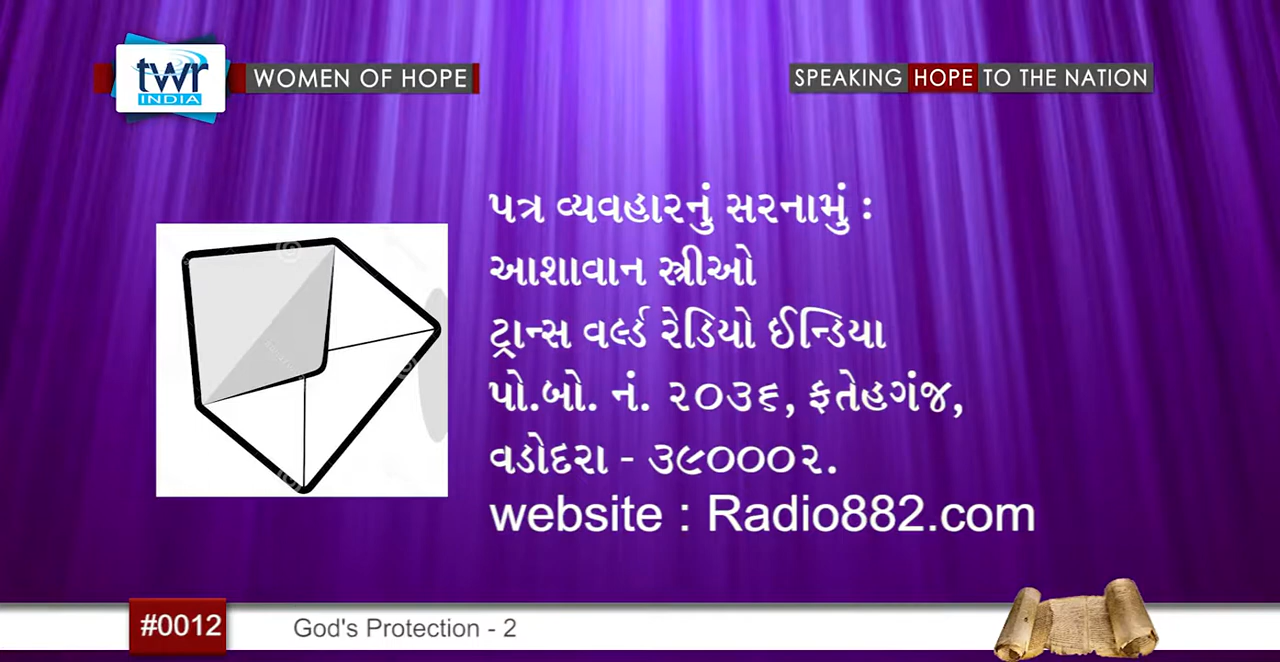 twr
INDIA
WOMEN OF HOPE
SPEAKING HOPE TO THE NATION
પત્ર વ્યવહારનું સરનામું :
આશાવાન સ્ત્રીઓ
ટ્રાન્સ વર્લ્ડ રેડિયો ઈન્ડિયા
પો.બો. નં. ૨૦૩૬, ફતેહગંજ,
વડોદરા - ૩૯૦૦૦૨.
website : Radio882.com
#0012
God's Protection - 2